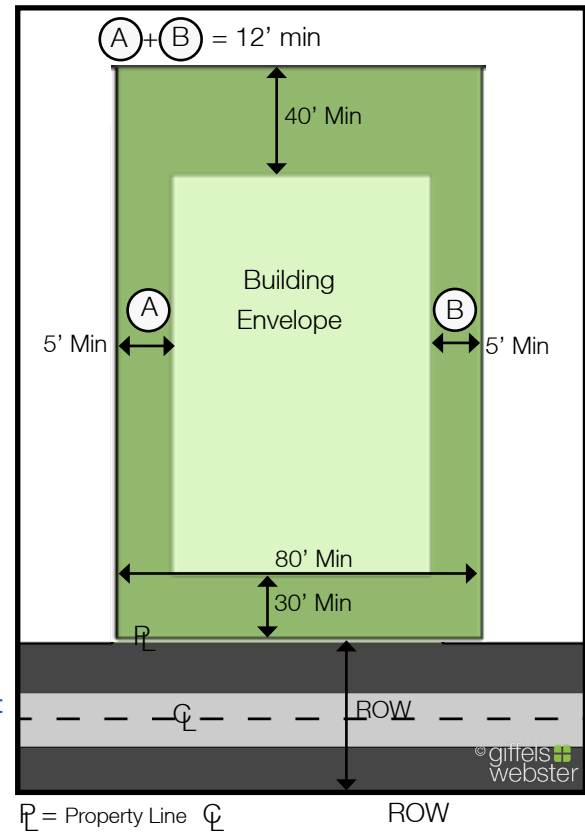 A + B = 12’ min
40’ Min
Building
Envelope
A
B
5’ Min
5’ Min
80’ Min
30’ Min
PL
CL
ROW
© giffels
webster
PL = Property Line CL ROW